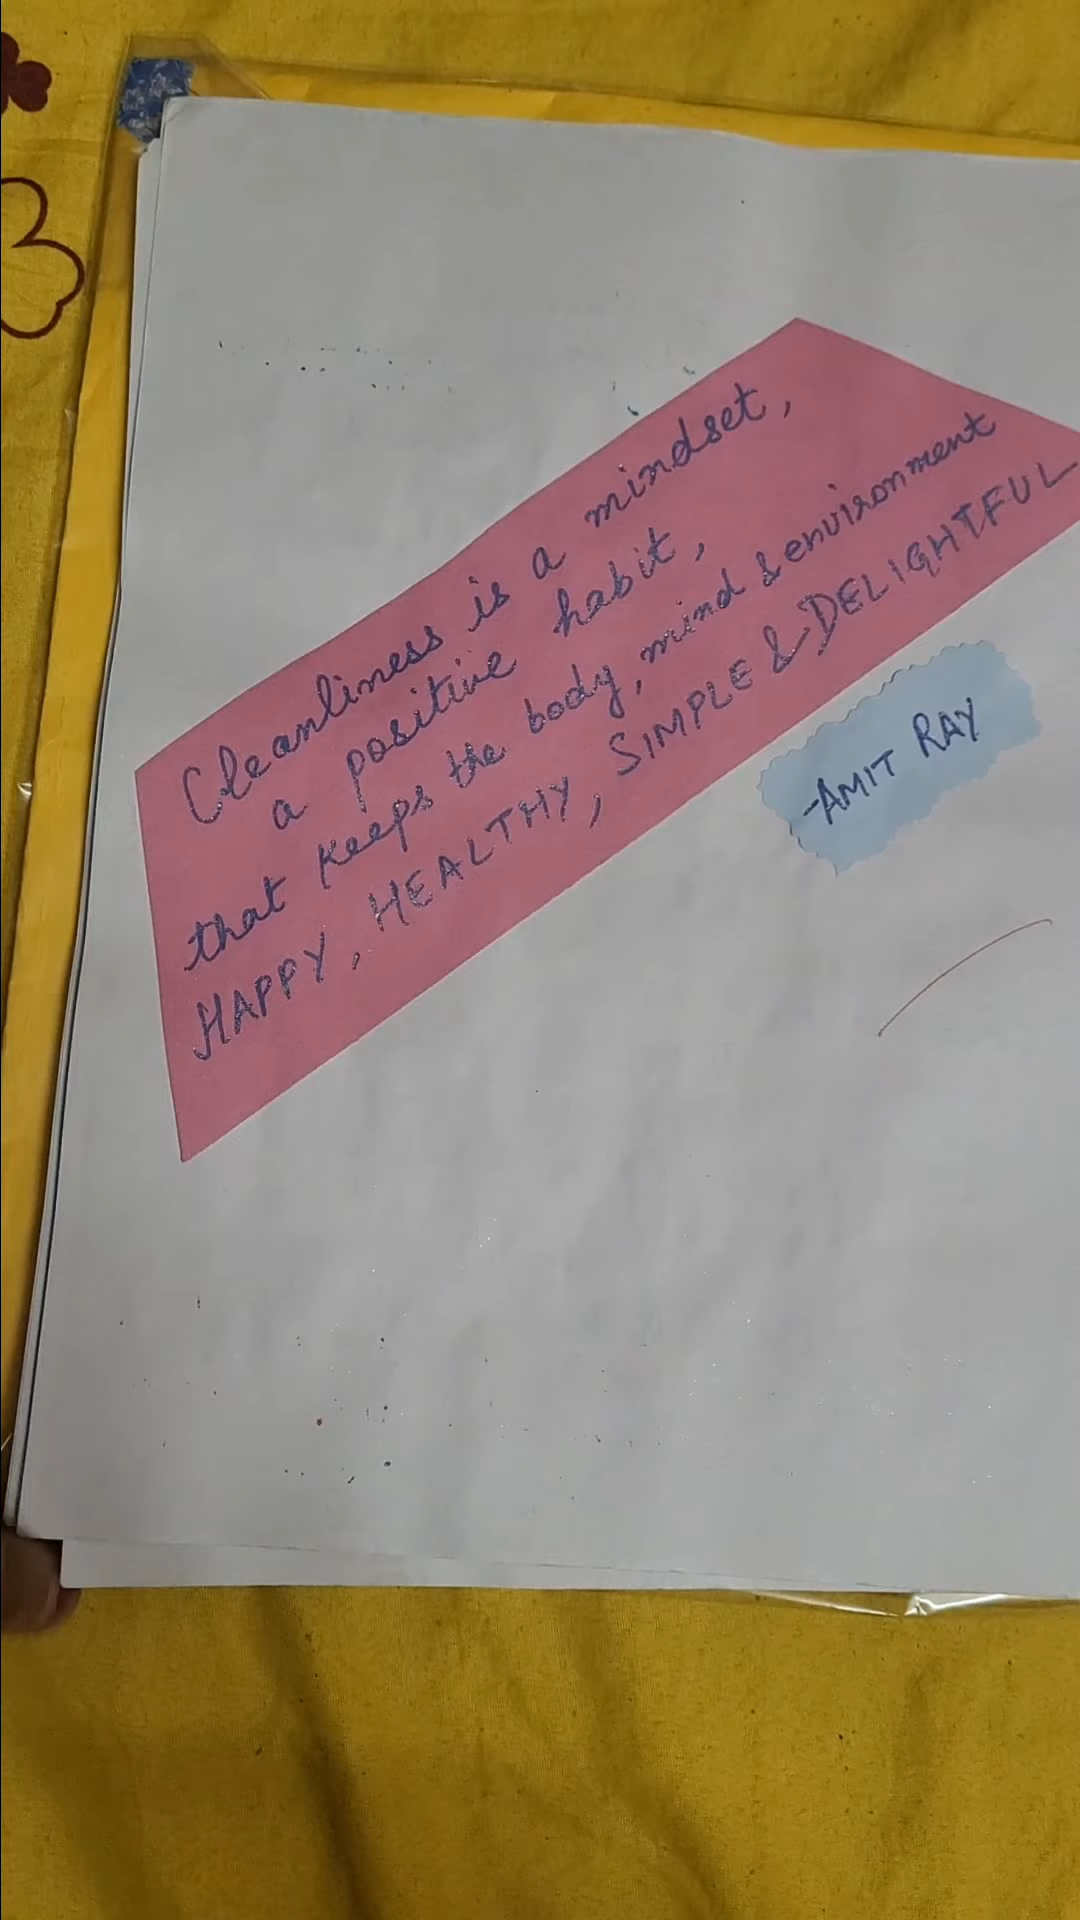 Cleanliness is a mindset,
a positive habit,
that keeps the body, mind & environment
HAPPY, HEALTHY, SIMPLE & DELIGHTFUL
-AMIT RAY